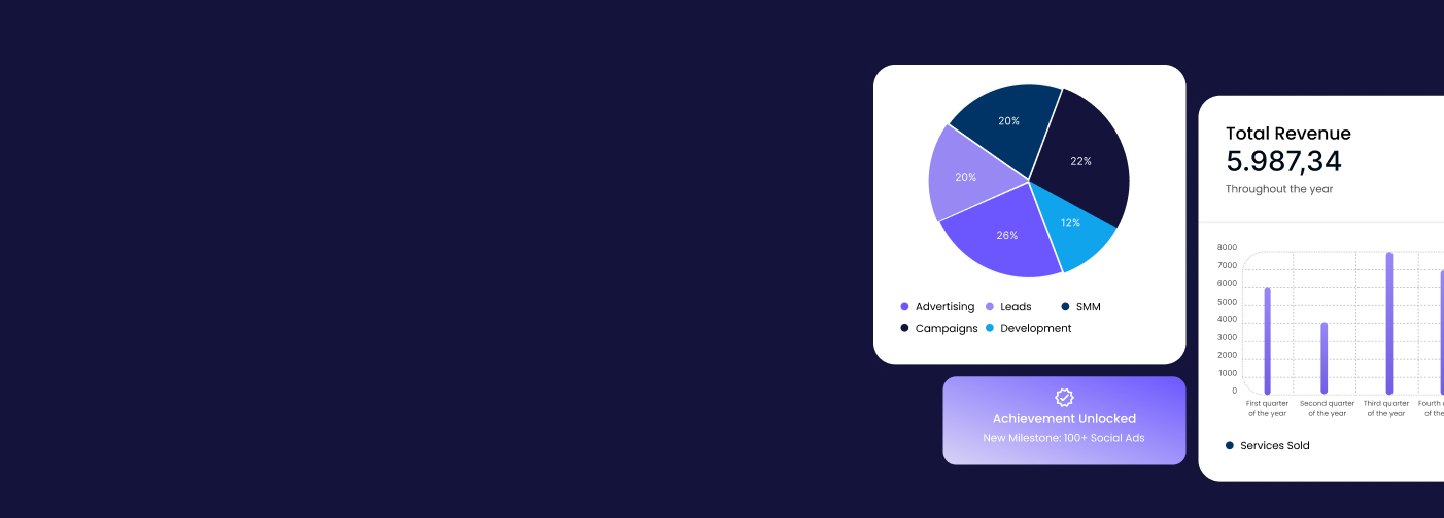 20%
22%
20%
12%
26%
Advertising
Leads
SMM
Campaigns
Development
Achievement Unlocked
New Milestone: 100+ Social Ads
Total Revenue
5.987,34
Throughout the year
8000
7000
6000
5000
4000
3000
2000
1000
0
First quarter
of the year
Second quarter
of the year
Third quarter
of the year
Fourth
of the
Services Sold